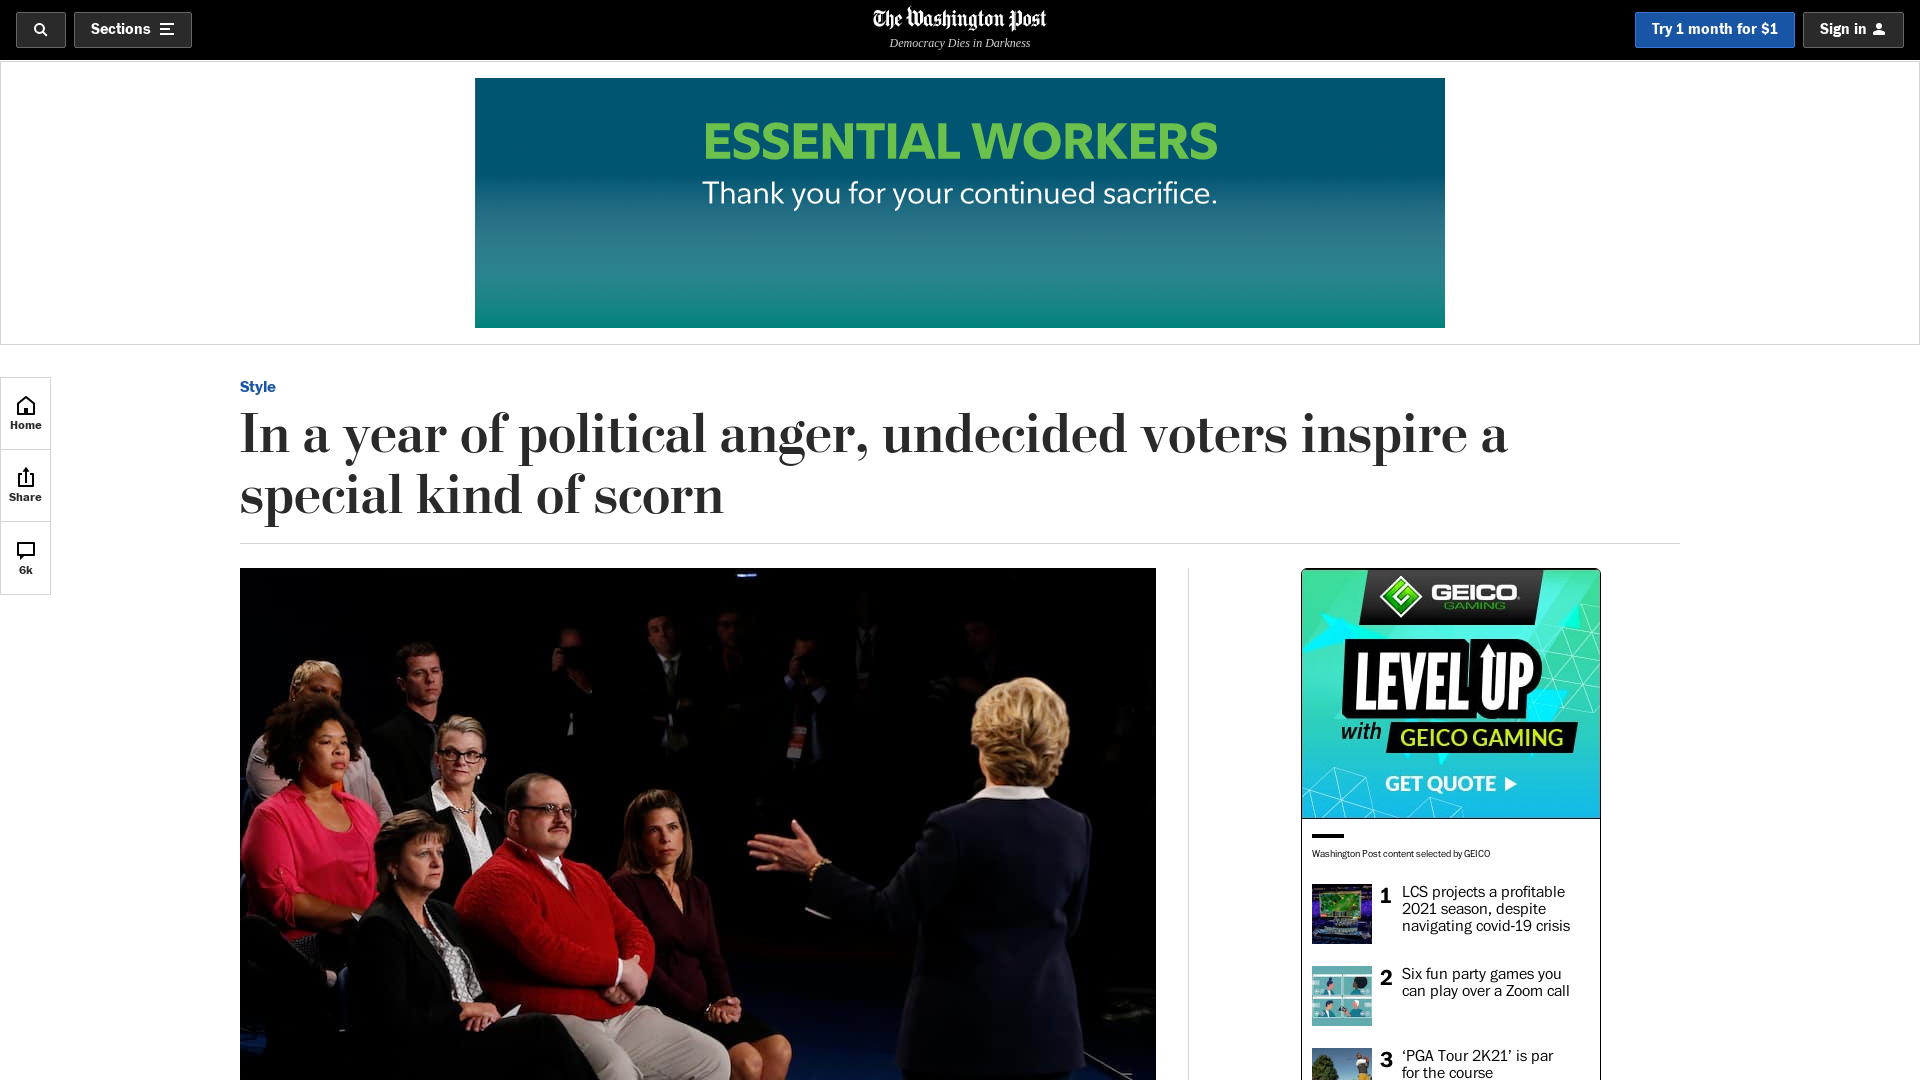 Sections
The Washington Post
Democracy Dies in Darkness
Try 1 month for $1
Sign in
ESSENTIAL WORKERS
Thank you for your continued sacrifice.
Home
Share
6k
Style
In a year of political anger, undecided voters inspire a
special kind of scorn
GEICO
GAMING
LEVEL UP
with GEICO GAMING
GET QUOTE
Washington Post content selected by GEICO
1 LCS projects a profitable
2021 season, despite
navigating covid-19 crisis
2 Six fun party games you
can play over a Zoom call
3 ‘PGA Tour 2K21’ is par
for the course